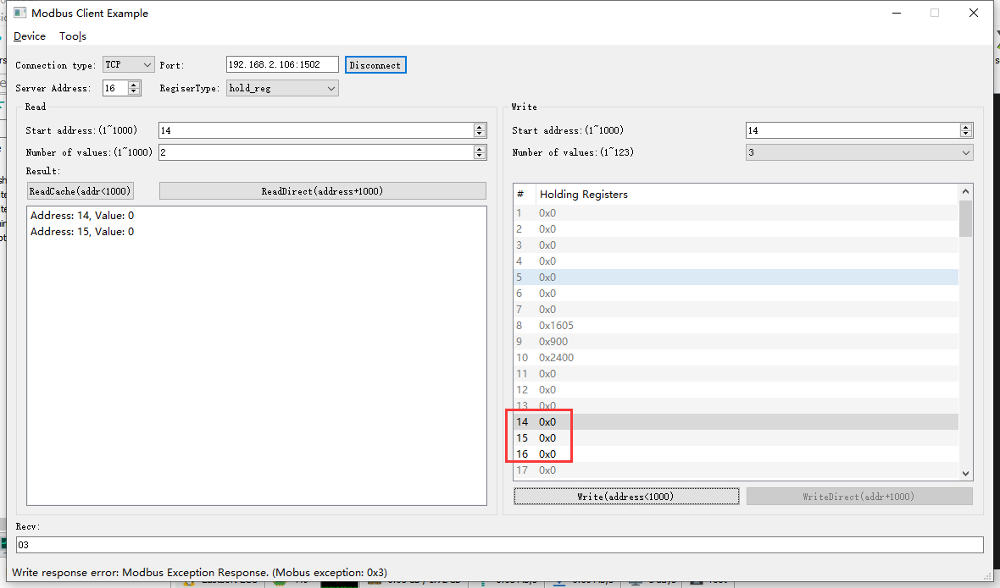 Modbus Client Example
Device Tools
Connection type: TCP Port: 192.168.2.106:1502 Disconnect
Server Address: 16 RegiserType: hold_reg
Read
Start address:(1~1000) 14
Number of values:(1~1000) 2
Result:
ReadCache(addr<1000) ReadDirect(address+1000)
Address: 14, Value: 0
Address: 15, Value: 0
Write
Start address:(1~1000) 14
Number of values:(1~123) 3
# Holding Registers
1 0x0
2 0x0
3 0x0
4 0x0
5 0x0
6 0x0
7 0x0
8 0x1605
9 0x900
10 0x2400
11 0x0
12 0x0
13 0x0
14 0x0
15 0x0
16 0x0
17 0x0
Write(address<1000) WriteDirect(addr+1000)
Recv:
03
Write response error: Modbus Exception Response. (Mobus exception: 0x3)